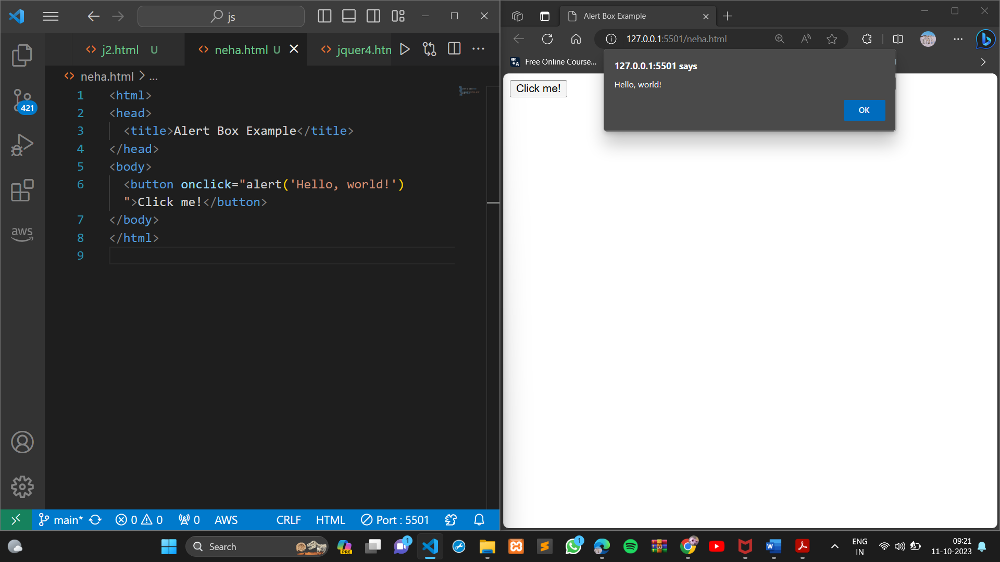 js
j2.html U
neha.html U
jquer4.htm
neha.html > ...
421
1 <html>
2 <head>
3 <title>Alert Box Example</title>
4 </head>
5 <body>
6 <button onclick="alert('Hello, world!')
">Click me!</button>
7 </body>
8 </html>
9
aws
main* 0 0 0 AWS CRLF HTML Port : 5501
Alert Box Example
127.0.0.1:5501/neha.html
Free Online Course...
127.0.0.1:5501 says
Hello, world!
OK
Click me!
Search
PRE
1
1
ENG
IN
09:21
11-10-2023